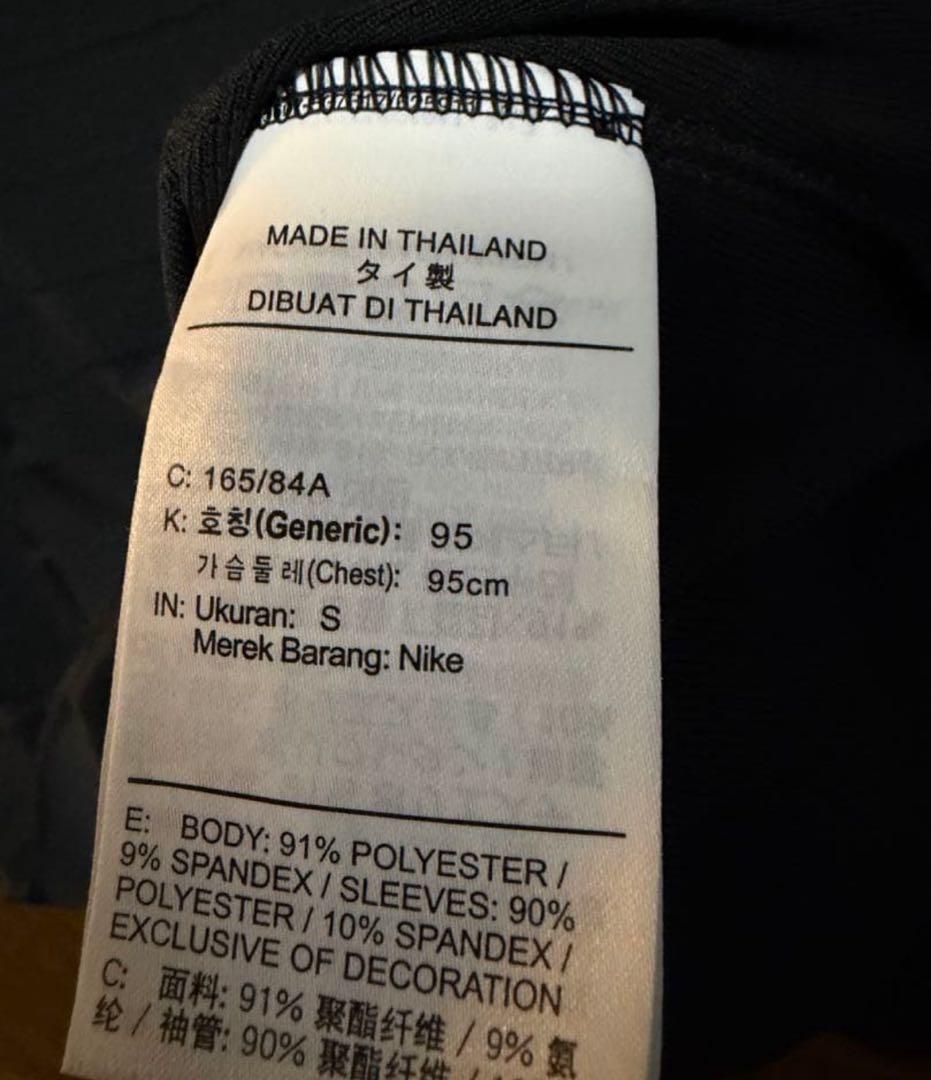 MADE IN THAILAND
タイ製
DIBUAT DI THAILAND
C: 165/84A
K: 호칭(Generic): 95
가슴둘레(Chest): 95cm
IN: Ukuran: S
Merek Barang: Nike
E: BODY: 91% POLYESTER /
9% SPANDEX / SLEEVES: 90%
POLYESTER / 10% SPANDEX /
EXCLUSIVE OF DECORATION
C: 面料: 91% 聚酯纤维 / 9% 氨
纶 / 袖管: 90% 聚酯纤维 /